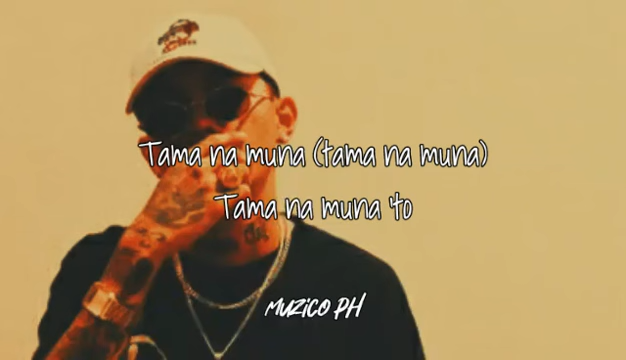 Tama na muna (tama na muna)
Tama na muna 'to
MUZICO PH